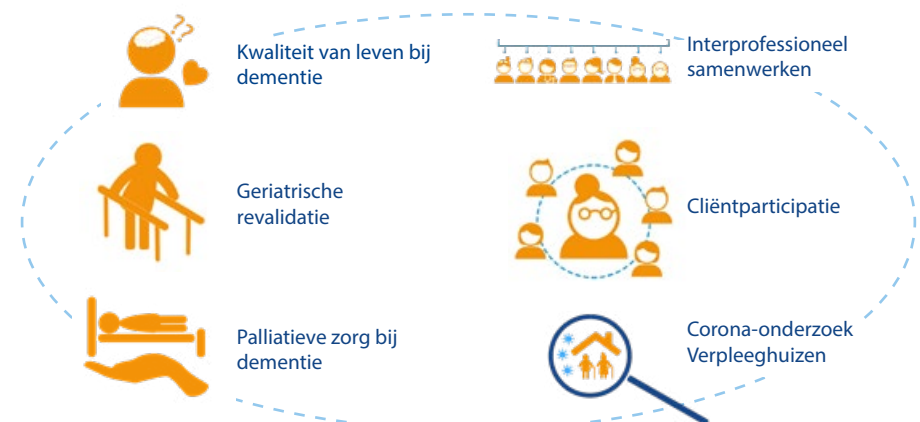 Kwaliteit van leven bij
dementie
Interprofessioneel
samenwerken
Geriatrische
revalidatie
Cliëntparticipatie
Palliatieve zorg bij
dementie
Corona-onderzoek
Verpleeghuizen